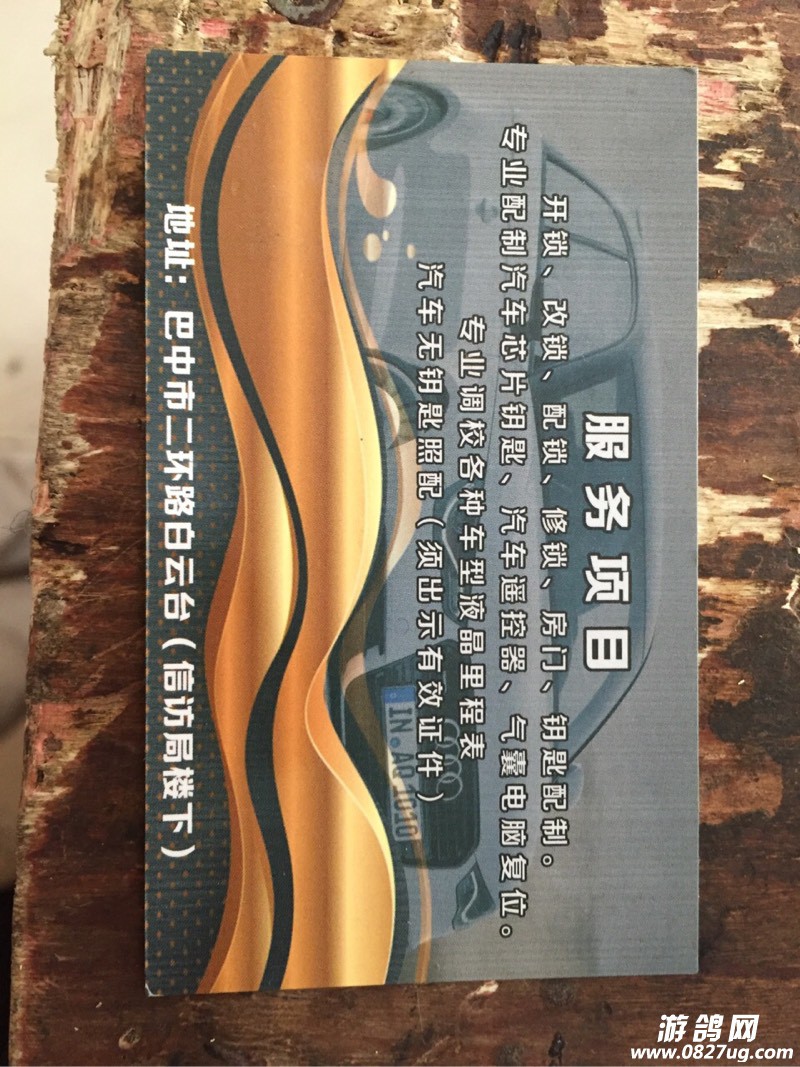 服务项目
开锁、改锁、配锁、修锁、房门、钥匙配制。
专业配制汽车芯片钥匙、汽车遥控器、气囊电脑复位。
专业调校各种车型液晶里程表
汽车无钥匙照配（须出示有效证件）
IN·AQ 1010
地址：巴中市二环路白云台（信访局楼下）
游鸽网
www.0827ug.com